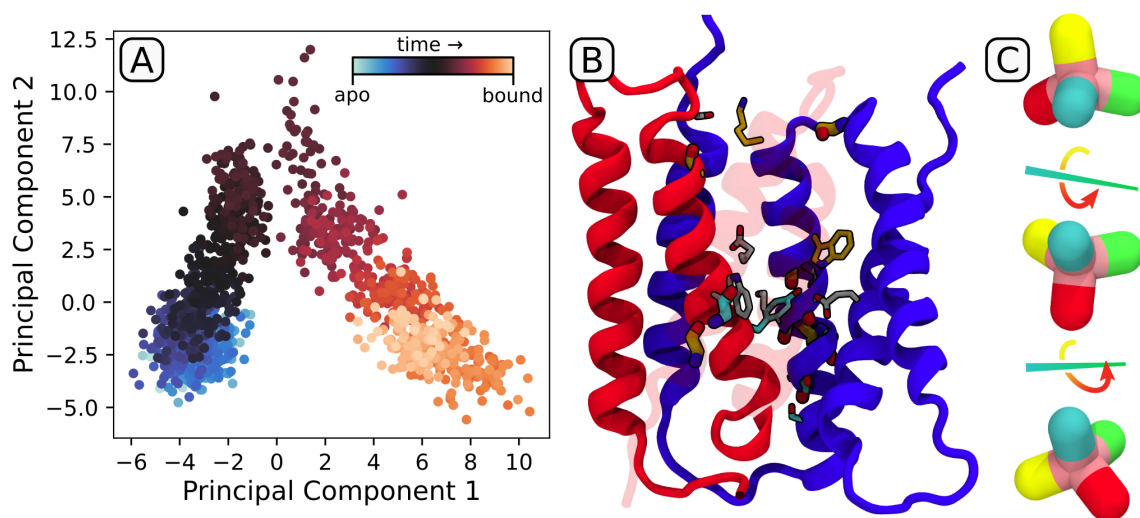 A
time →
apo
bound
12.5
10.0
7.5
5.0
2.5
0.0
−2.5
−5.0
Principal Component 2
−6
−4
−2
0
2
4
6
8
10
Principal Component 1
B
C